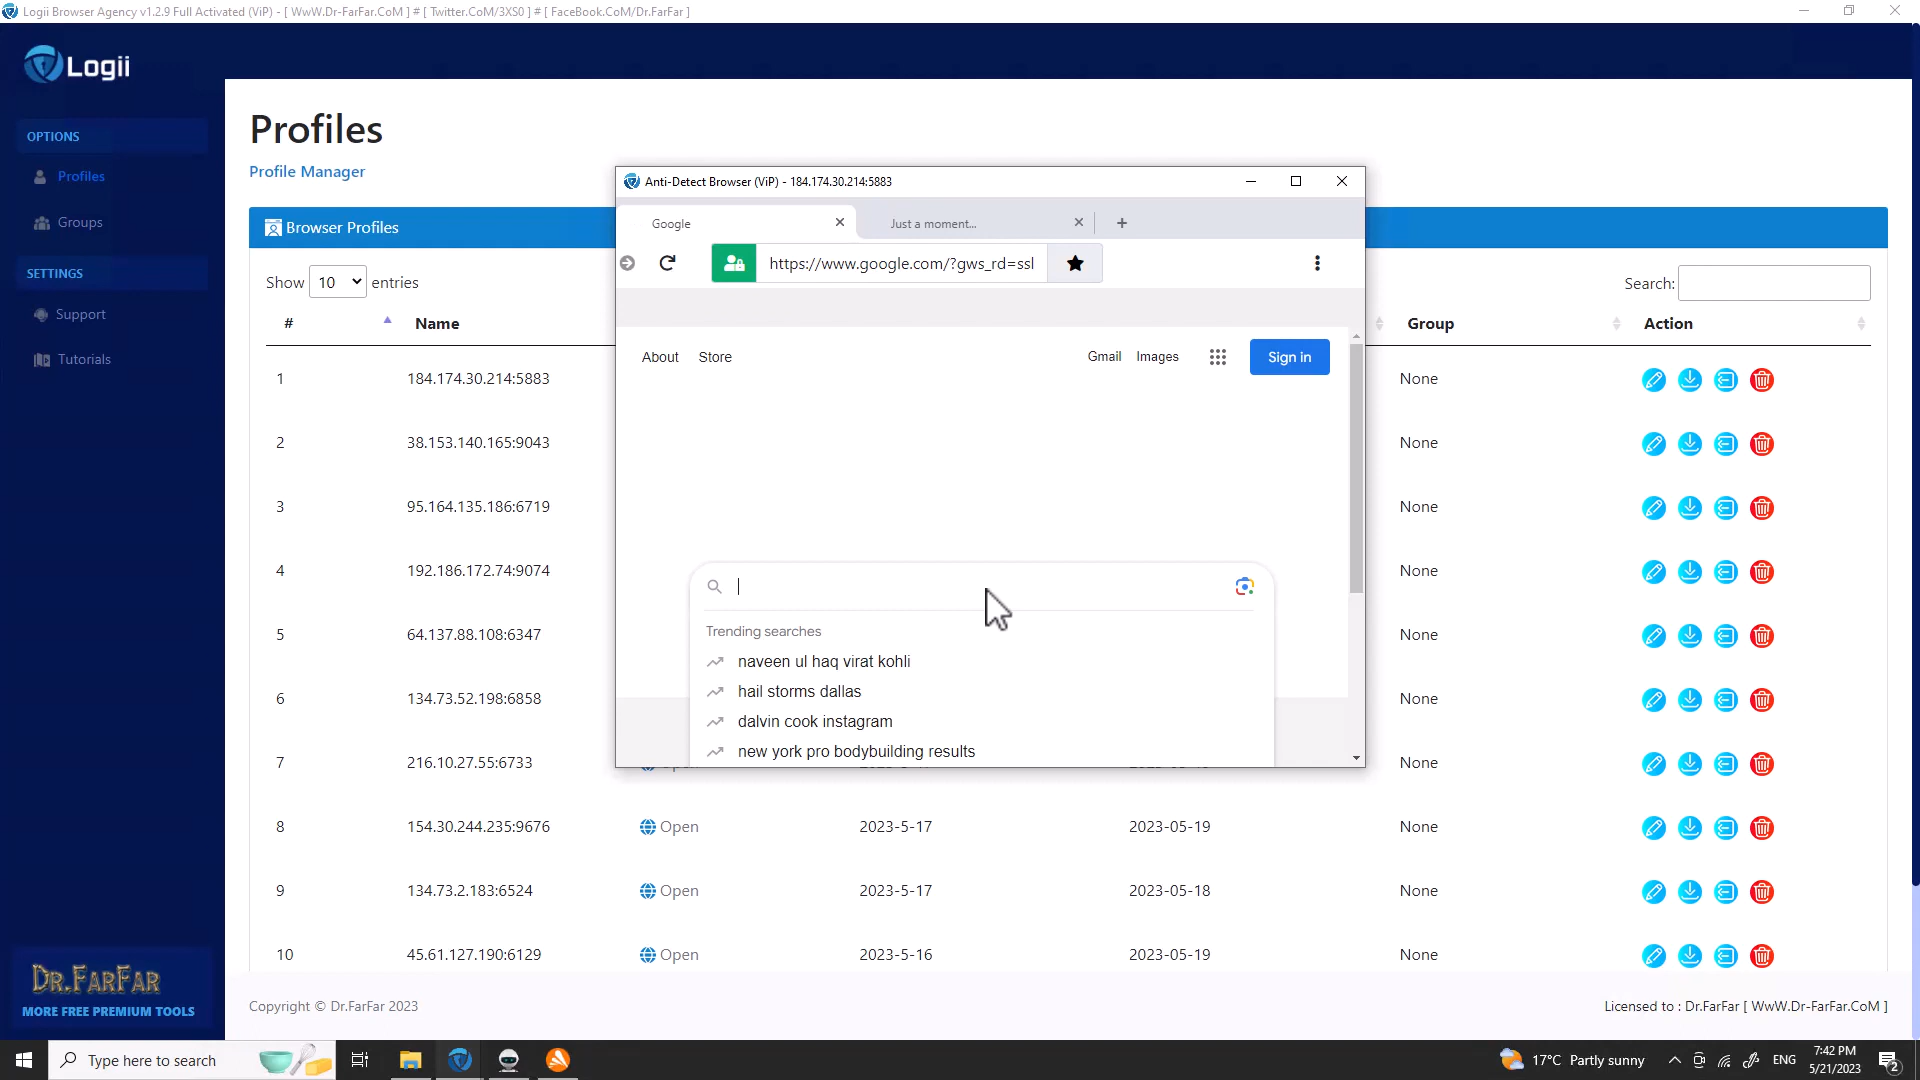 Logii Browser Agency v1.2.9 Full Activated (ViP) - [ WwW.Dr-FarFar.CoM ] # [ Twitter.CoM/3XS0 ] # [ FaceBook.CoM/Dr.FarFar ]
Logii
OPTIONS
Profiles
Groups
SETTINGS
Support
Tutorials
Dr.FarFar
MORE FREE PREMIUM TOOLS
Profiles
Profile Manager
Browser Profiles
Show 10 entries
Search:
# Name Group Action
1 184.174.30.214:5883 None
2 38.153.140.165:9043 None
3 95.164.135.186:6719 None
4 192.186.172.74:9074 None
5 64.137.88.108:6347 None
6 134.73.52.198:6858 None
7 216.10.27.55:6733 None
8 154.30.244.235:9676 Open 2023-5-17 2023-05-19 None
9 134.73.2.183:6524 Open 2023-5-17 2023-05-18 None
10 45.61.127.190:6129 Open 2023-5-16 2023-05-19 None
Anti-Detect Browser (ViP) - 184.174.30.214:5883
Google Just a moment...
https://www.google.com/?gws_rd=ssl
About Store Gmail Images Sign in
Trending searches
naveen ul haq virat kohli
hail storms dallas
dalvin cook instagram
new york pro bodybuilding results
Copyright © Dr.FarFar 2023
Licensed to : Dr.FarFar [ WwW.Dr-FarFar.CoM ]
Type here to search
17°C Partly sunny
ENG
7:42 PM
5/21/2023
2